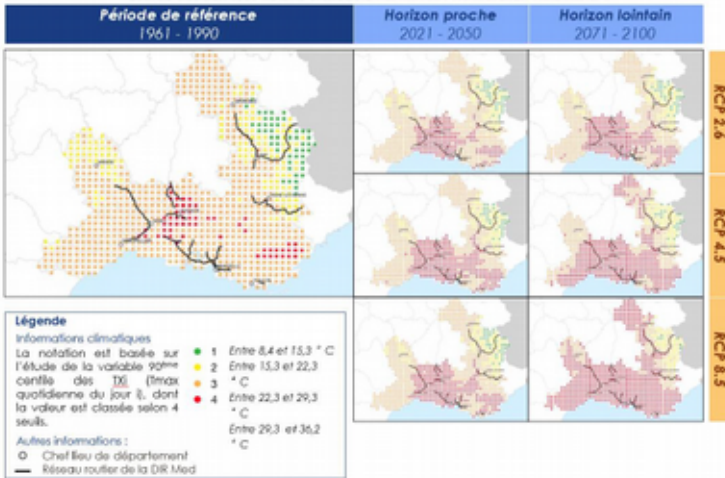 Période de référence
1961 - 1990
Horizon proche
2021 - 2050
Horizon lointain
2071 - 2100
RCP 2.6
RCP 4.5
RCP 8.5
Légende
Informations climatiques
La notation est basée sur
l'étude de la variable 90ième
centile des TXi (Tmax
quotidienne du jour i), dont
la valeur est classée selon 4
seuils.
1 Entre 8,4 et 15,3 ° C
2 Entre 15,3 et 22,3
3 ° C
4 Entre 22,3 et 29,3
° C
Entre 29,3 et 36,2
° C
Autres informations :
Chef lieu de département
Réseau routier de la DIR Med